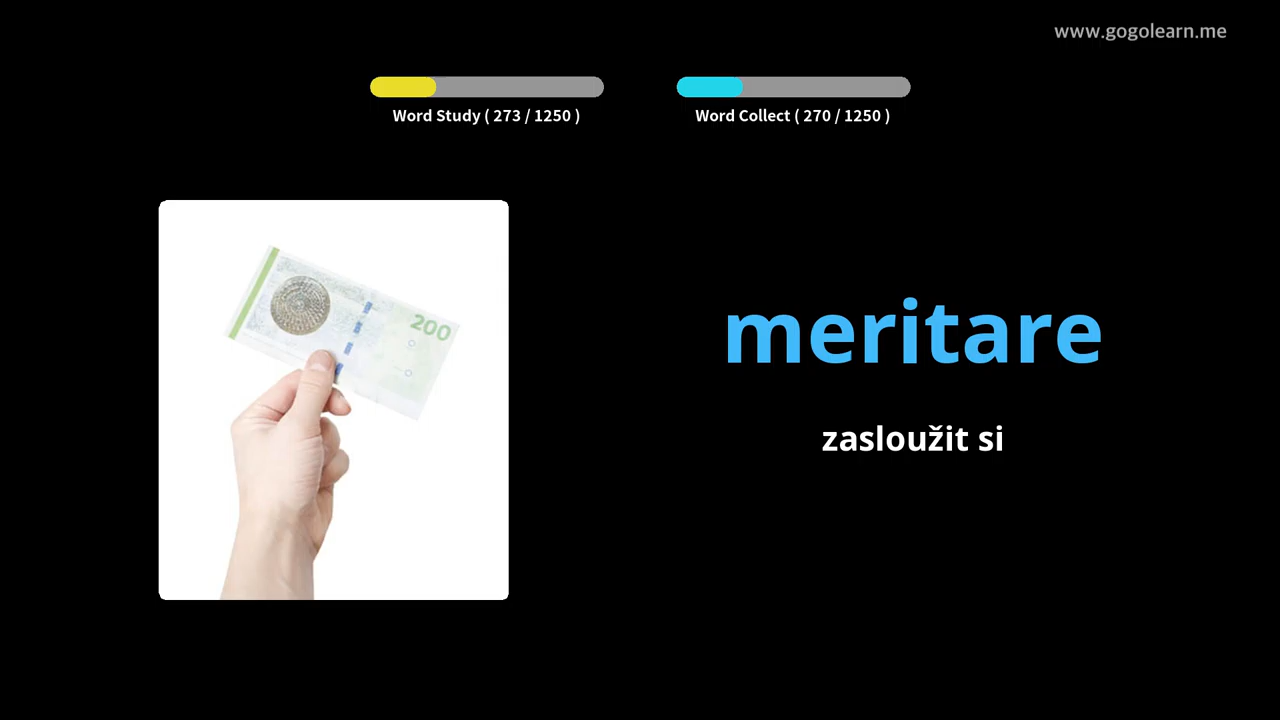 www.gogolearn.me
Word Study ( 273 / 1250 )
Word Collect ( 270 / 1250 )
200
meritare
zasloužit si